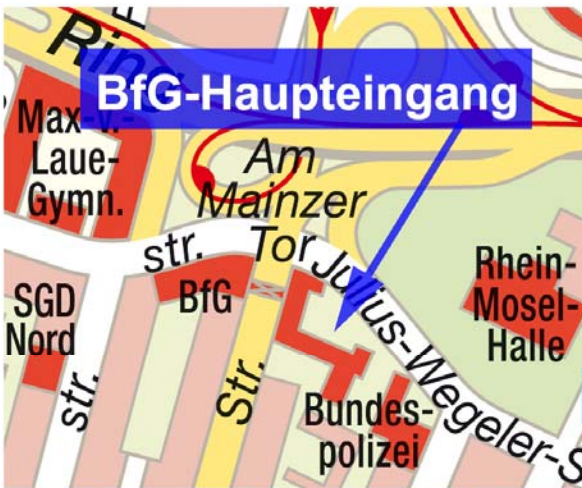 F
Ring
BfG-Haupteingang
Max-v.-
Laue-
Gymn.
Am
Mainzer
Tor
str.
BfG
SGD
Nord
str.
Str.
Julius-Wegeler-S
Rhein-
Mosel-
Halle
Bundes-
polizei